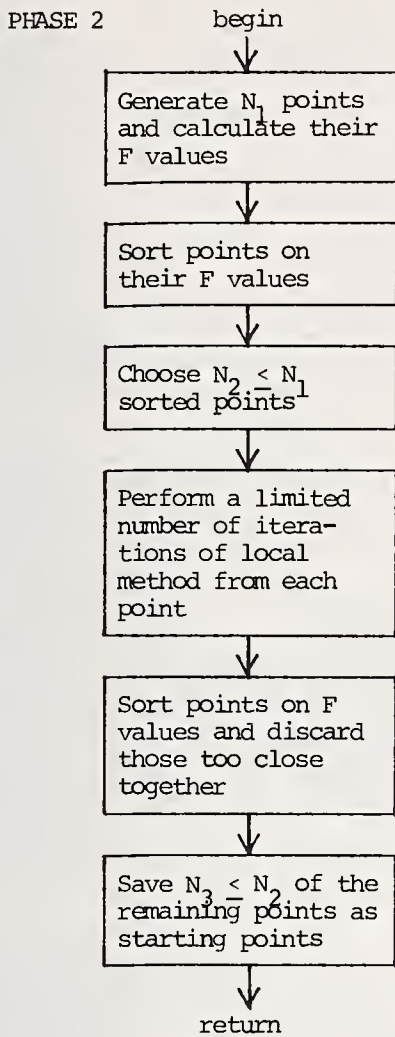 PHASE 2
begin
Generate N₁ points
and calculate their
F values
Sort points on
their F values
Choose N₂ ≤ N₁
sorted points
Perform a limited
number of itera-
tions of local
method from each
point
Sort points on F
values and discard
those too close
together
Save N₃ ≤ N₂ of the
remaining points as
starting points
return